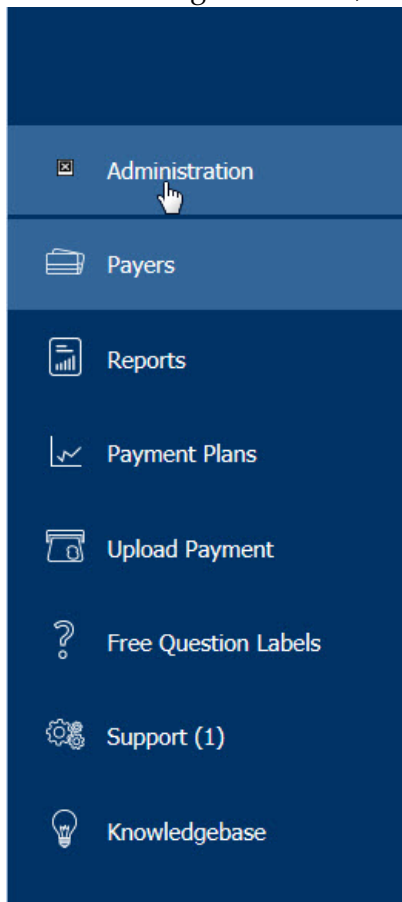 Administration
Payers
Reports
Payment Plans
Upload Payment
Free Question Labels
Support (1)
Knowledgebase